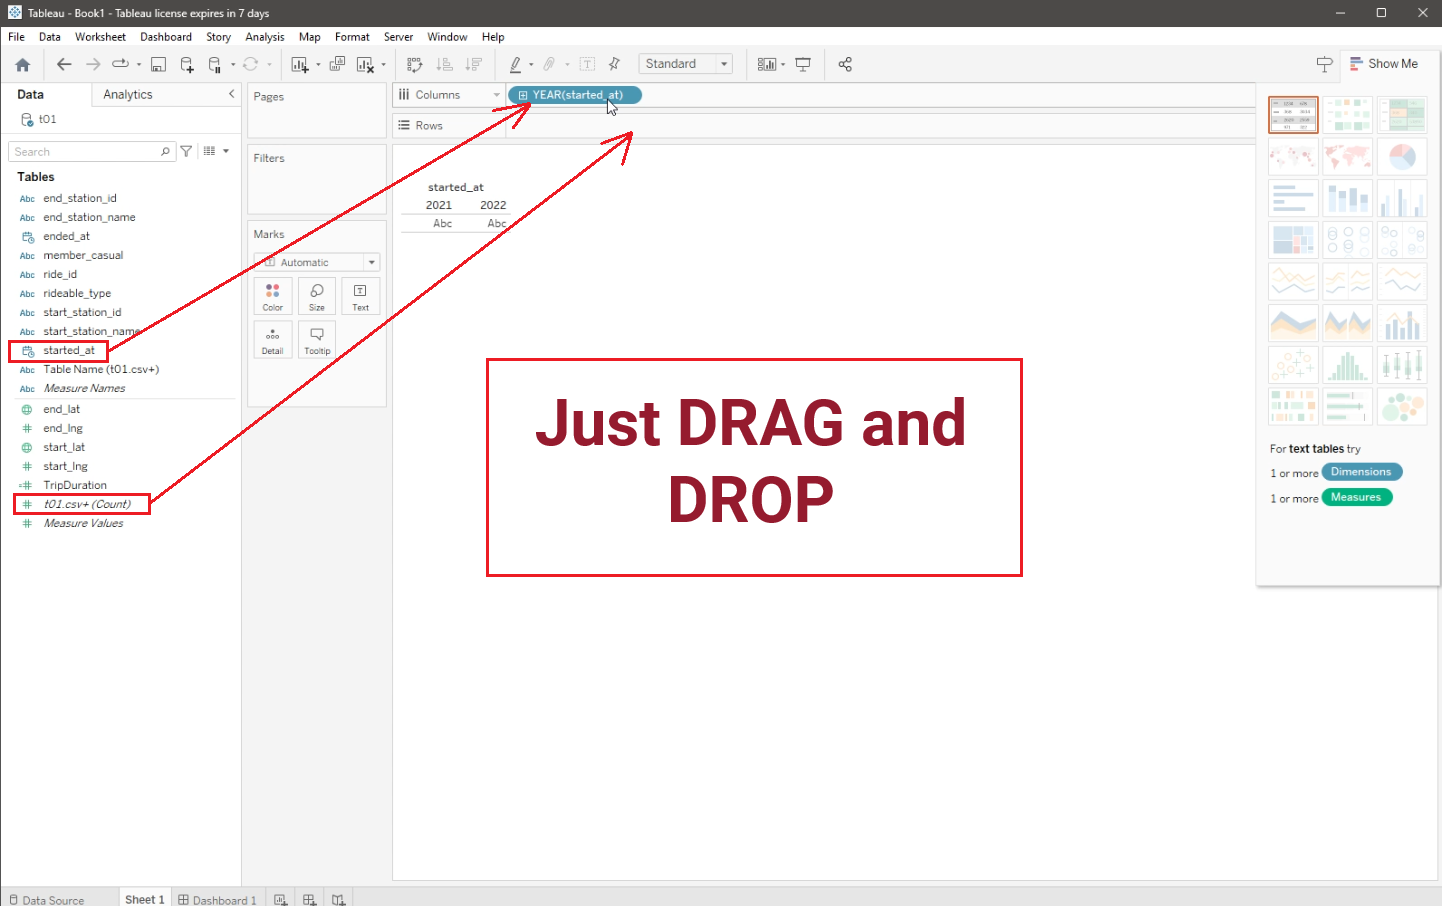 Tableau - Book1 - Tableau license expires in 7 days
File Data Worksheet Dashboard Story Analysis Map Format Server Window Help
Standard
Show Me
Data Analytics
t01
Search
Tables
Abc end_station_id
Abc end_station_name
ended_at
Abc member_casual
Abc ride_id
Abc rideable_type
Abc start_station_id
Abc start_station_name
started_at
Abc Table Name (t01.csv+)
Abc Measure Names
end_lat
# end_lng
start_lat
# start_lng
=# TripDuration
# t01.csv+ (Count)
# Measure Values
Pages
Filters
Marks
Automatic
Color Size Text
Detail Tooltip
Columns YEAR(started_at)
Rows
started_at
2021 2022
Abc Abc
Just DRAG and
DROP
For text tables try
1 or more Dimensions
1 or more Measures
Data Source Sheet 1 Dashboard 1